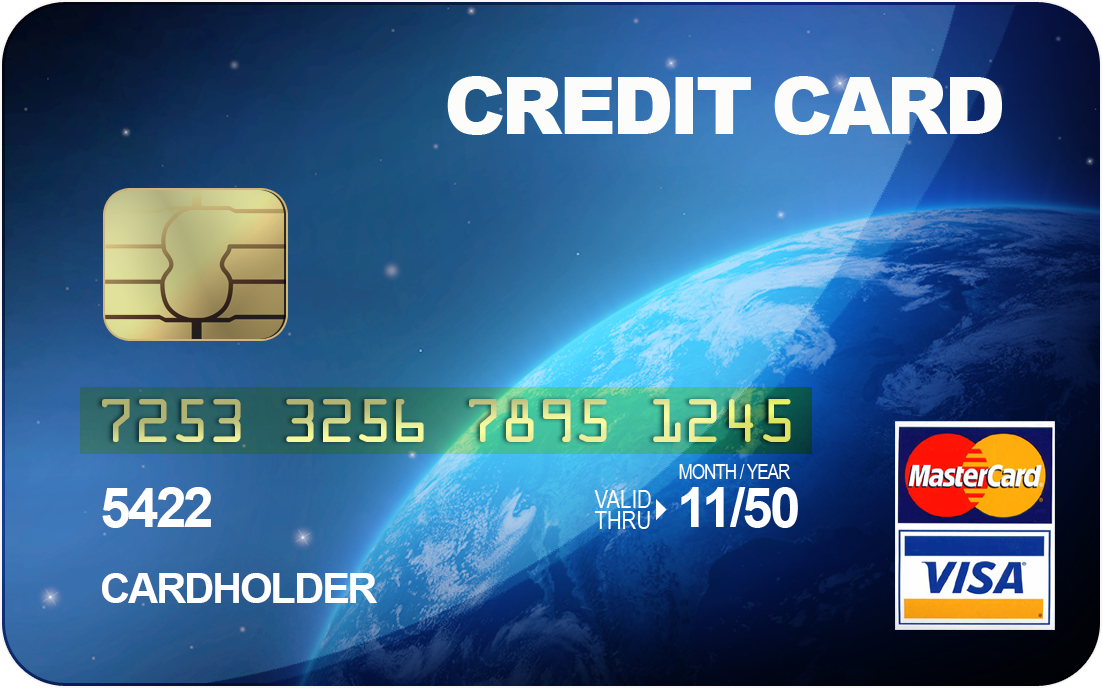 CREDIT CARD
7253 3256 7895 1245
MONTH / YEAR
5422
VALID THRU 11/50
CARDHOLDER
MasterCard
VISA